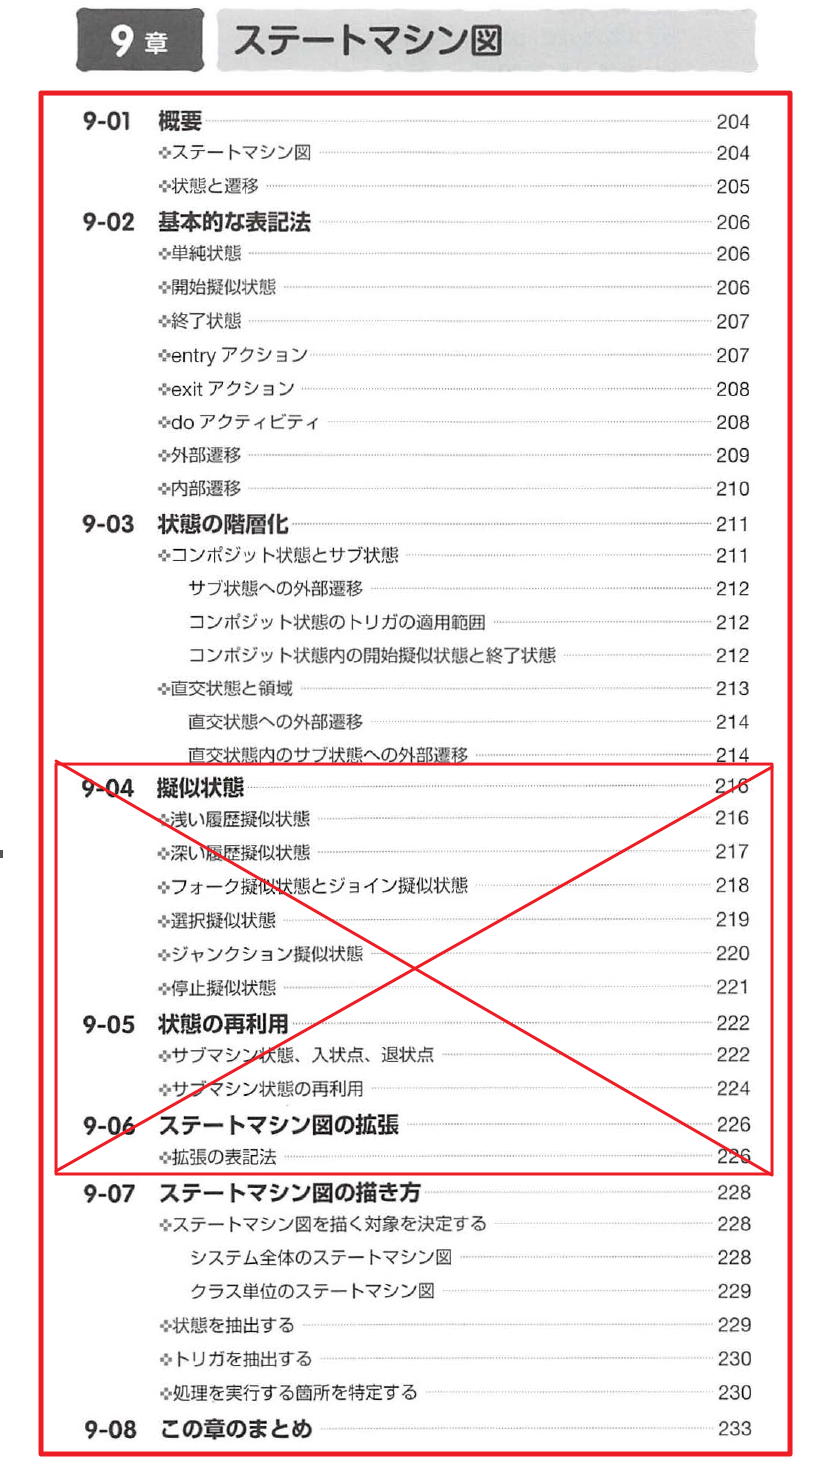 9章 ステートマシン図
9-01 概要 204
❖ステートマシン図 204
❖状態と遷移 205
9-02 基本的な表記法 206
❖単純状態 206
❖開始擬似状態 206
❖終了状態 207
❖entry アクション 207
❖exit アクション 208
❖do アクティビティ 208
❖外部遷移 209
❖内部遷移 210
9-03 状態の階層化 211
❖コンポジット状態とサブ状態 211
サブ状態への外部遷移 212
コンポジット状態のトリガの適用範囲 212
コンポジット状態内の開始擬似状態と終了状態 212
❖直交状態と領域 213
直交状態への外部遷移 214
直交状態内のサブ状態への外部遷移 214
9-04 擬似状態 216
❖浅い履歴擬似状態 216
❖深い履歴擬似状態 217
❖フォーク擬似状態とジョイン擬似状態 218
❖選択擬似状態 219
❖ジャンクション擬似状態 220
❖停止擬似状態 221
9-05 状態の再利用 222
❖サブマシン状態、入状点、退状点 222
❖サブマシン状態の再利用 224
9-06 ステートマシン図の拡張 226
❖拡張の表記法 226
9-07 ステートマシン図の描き方 228
❖ステートマシン図を描く対象を決定する 228
システム全体のステートマシン図 228
クラス単位のステートマシン図 229
❖状態を抽出する 229
❖トリガを抽出する 230
❖処理を実行する箇所を特定する 230
9-08 この章のまとめ 233